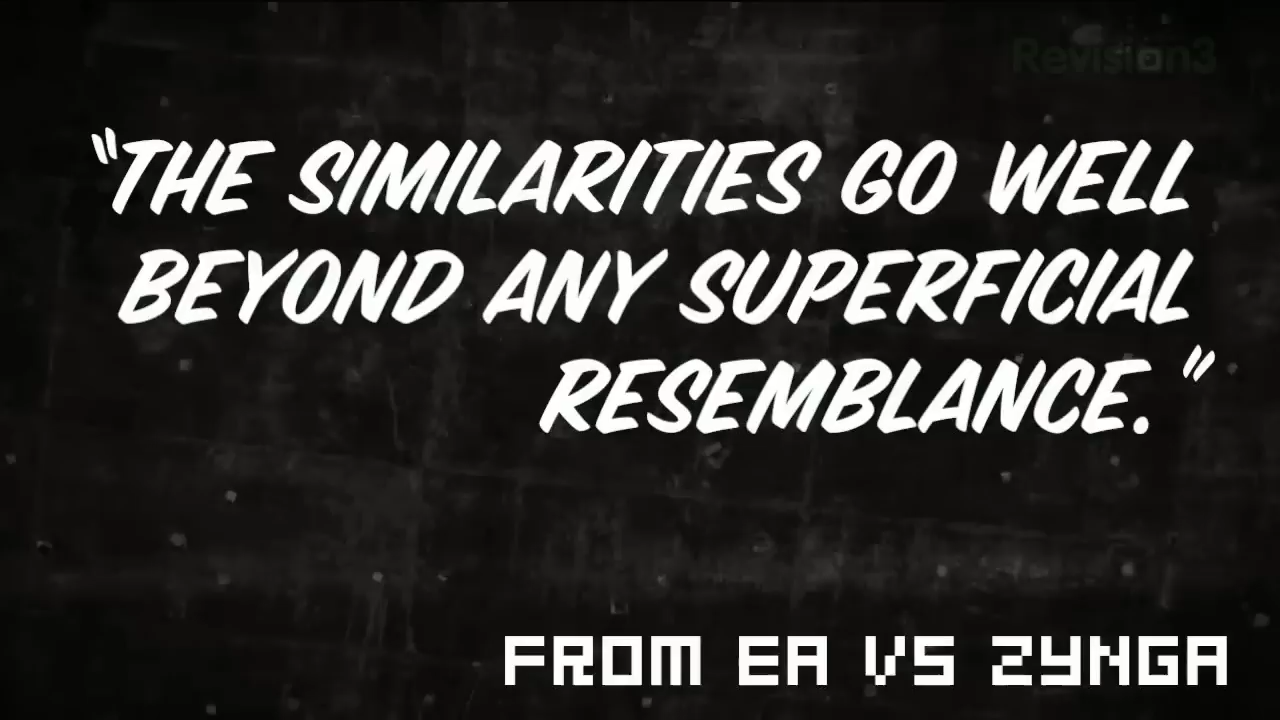 Revision3
"THE SIMILARITIES GO WELL
BEYOND ANY SUPERFICIAL
RESEMBLANCE."
FROM EA VS ZYNGA